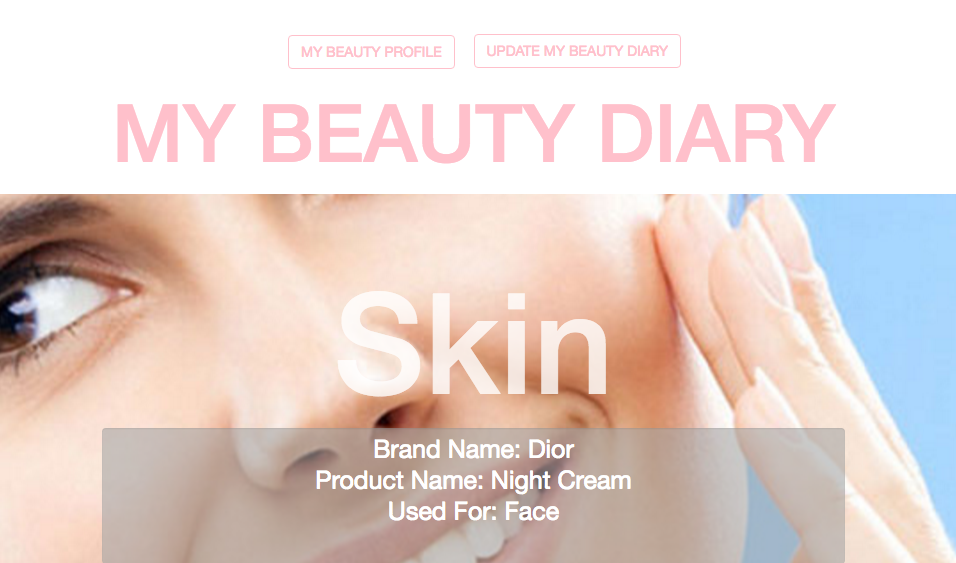 MY BEAUTY PROFILE
UPDATE MY BEAUTY DIARY
MY BEAUTY DIARY
Skin
Brand Name: Dior
Product Name: Night Cream
Used For: Face